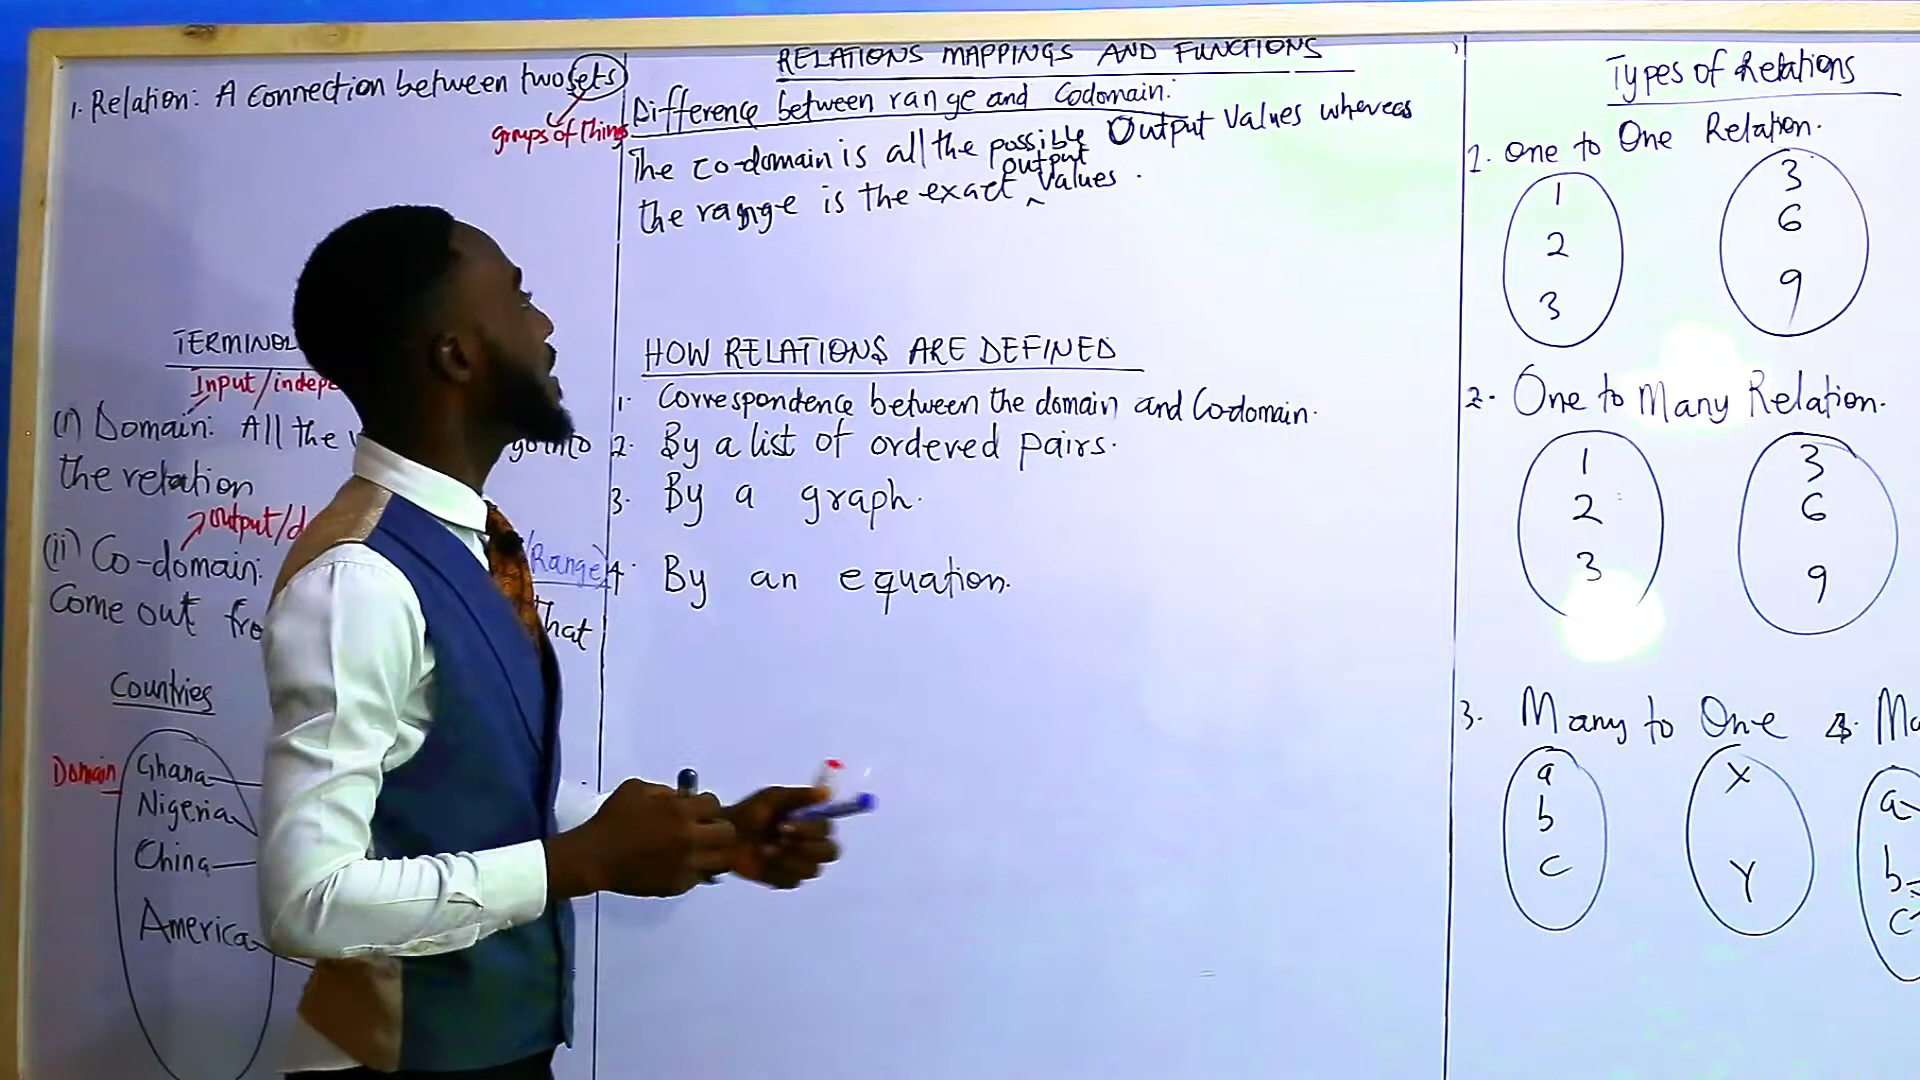 RELATIONS MAPPINGS AND FUNCTIONS
1. Relation: A Connection between two sets
groups of things
TERMINOL
Input/indepe
(i) Domain: All the
go into
the relation
output/d
(ii) Co-domain:
(Range)
Come out fro
that
Countries
Domain
Ghana
Nigeria
China
America
Difference between range and Codomain:
The co-domain is all the possible Output Values whereas
output
the range is the exact ^ Values.
HOW RELATIONS ARE DEFINED
1. Correspondence between the domain and Codomain.
2. By a list of ordered pairs.
3. By a graph.
4. By an equation.
Types of Relations
1. One to One Relation.
1 3
2 6
3 9
2. One to Many Relation.
1 3
2 6
3 9
3. Many to One 4. Ma
a X a
b b
c Y c